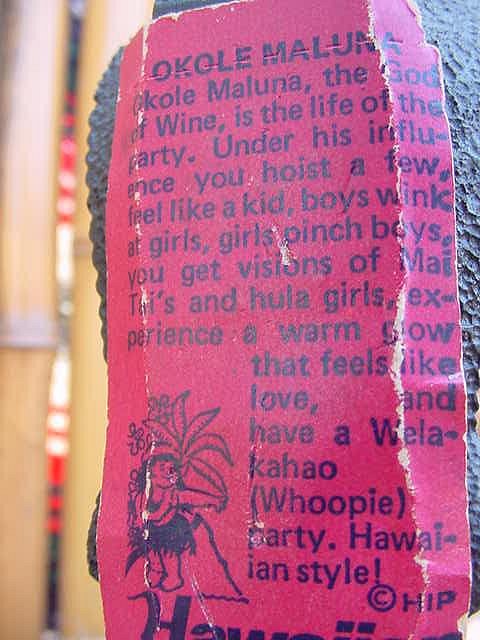 OKOLE MALUNA
Okole Maluna, the God
of Wine, is the life of the
Party. Under his influ-
ence you hoist a few,
feel like a kid, boys wink
at girls, girls pinch boys,
you get visions of Mai
Tai's and hula girls, ex-
perience a warm glow
that feels like
love, and
have a Wela-
kahao
(Whoopie)
party. Hawai-
ian style!
© HIP